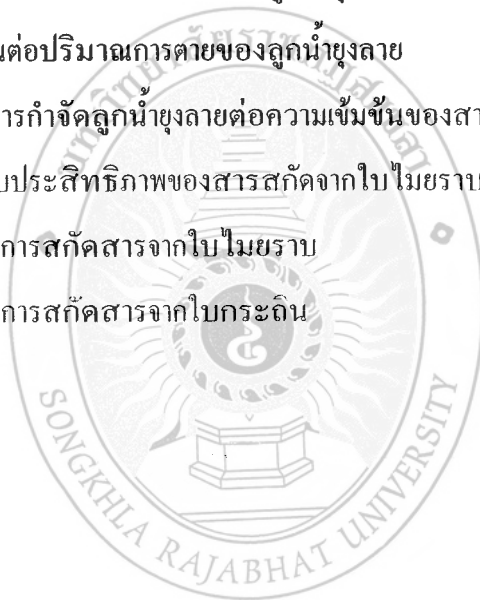 นต่อปริมาณการตายของลูกน้ำยุงลาย
การกำจัดลูกน้ำยุงลายต่อความเข้มข้นของสา
บประสิทธิภาพของสารสกัดจากใบไมยราบ
การสกัดสารจากใบไมยราบ
การสกัดสารจากใบกระถิน
SONGKHLA RAJABHAT UNIVERSITY